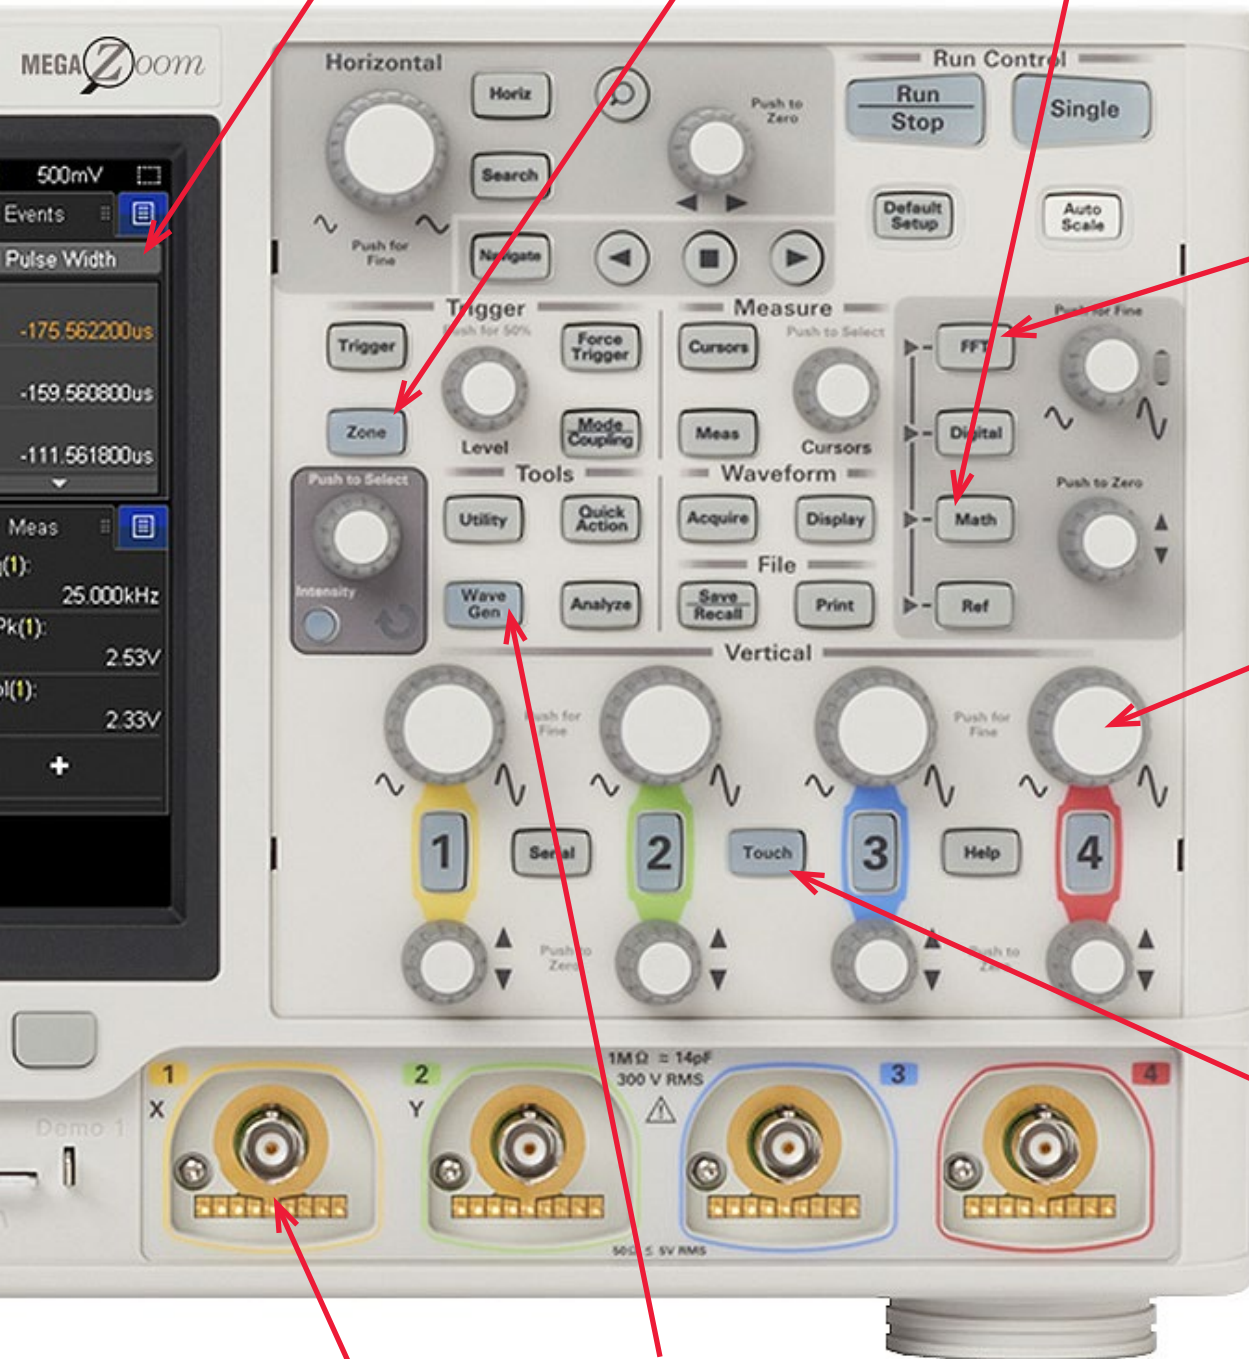 MEGA Zoom
500mV
Events
Pulse Width
-175.562200us
-159.560800us
-111.561800us
Meas
(1):
25.000kHz
Pk(1):
2.53V
(1):
2.33V
Horizontal
Horiz
Search
Navigate
Push for
Fine
Push to
Zero
Run Control
Run
Stop
Single
Default
Setup
Auto
Scale
Trigger
Push for 50%
Trigger
Force
Trigger
Zone
Level
Mode
Coupling
Measure
Cursors
Push to Select
Meas
Cursors
Push for Fine
FFT
Digital
Push to Zero
Math
Ref
Push to Select
Intensity
Tools
Utility
Quick
Action
Wave
Gen
Analyze
Waveform
Acquire
Display
File
Save
Recall
Print
Vertical
Push for
Fine
Push for
Fine
1
Serial
2
Touch
3
Help
4
Push to
Zero
Push to
Zero
Demo 1
1
X
2
Y
1MΩ ≈ 14pF
300 V RMS
3
4
50Ω ≤ 5V RMS